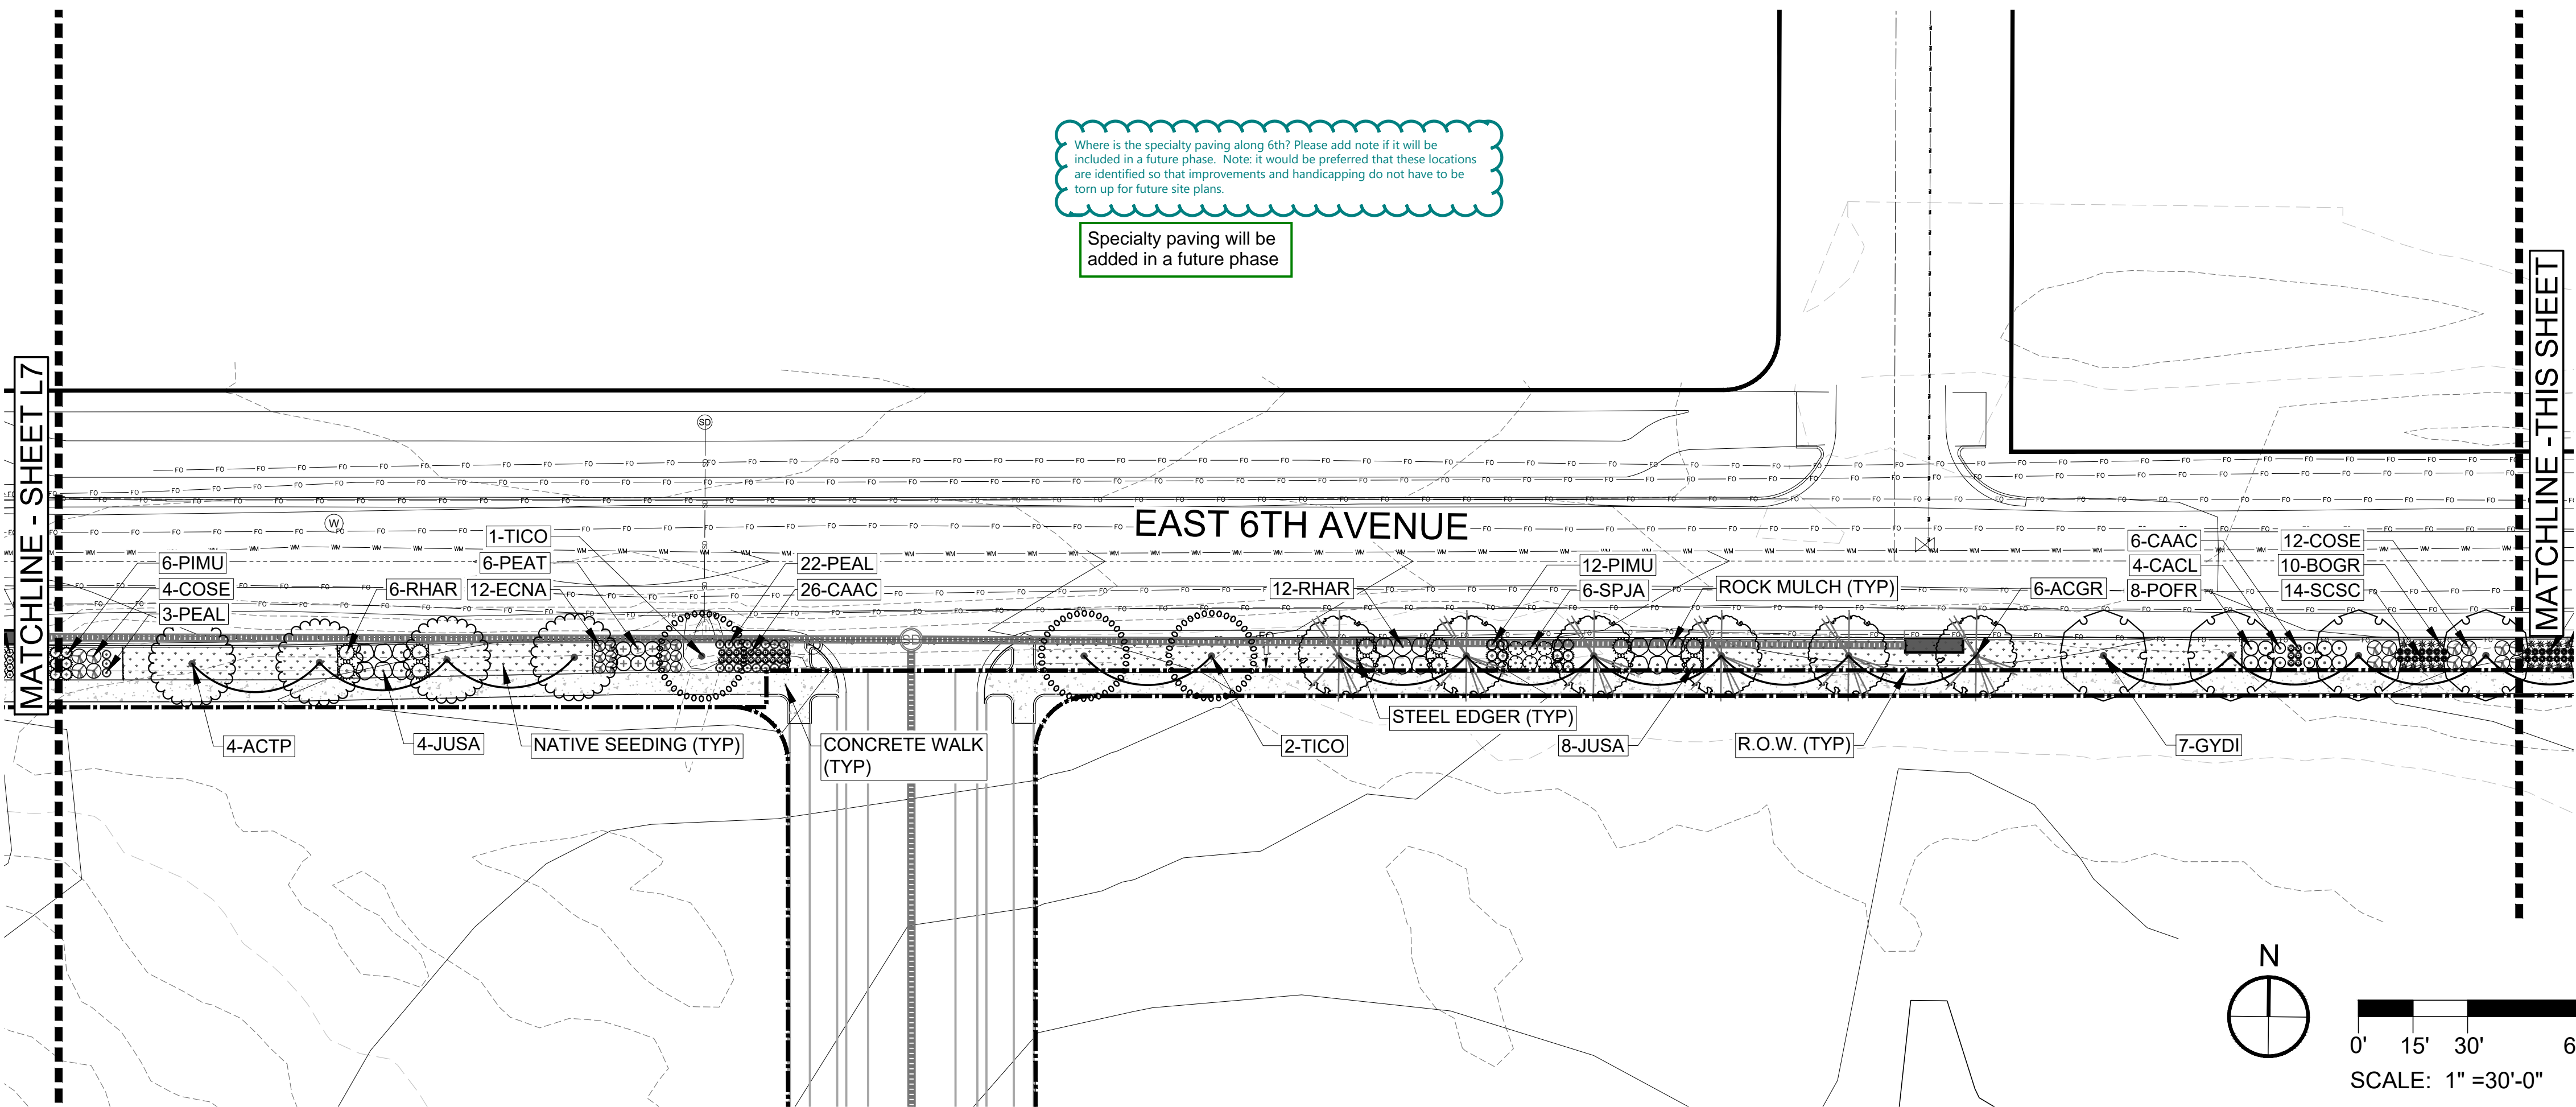 Where is the specialty paving along 6th? Please add note if it will be
included in a future phase.  Note: it would be preferred that these locations
are identified so that improvements and handicapping do not have to be
torn up for future site plans.
Specialty paving will be
added in a future phase
MATCHLINE - SHEET L7
MATCHLINE -THIS SHEET
SD
W
FO
WM
EAST 6TH AVENUE
6-PIMU
4-COSE
3-PEAL
6-RHAR
1-TICO
6-PEAT
12-ECNA
22-PEAL
26-CAAC
12-RHAR
12-PIMU
6-SPJA
ROCK MULCH (TYP)
6-ACGR
6-CAAC
4-CACL
8-POFR
12-COSE
10-BOGR
14-SCSC
4-ACTP
4-JUSA
NATIVE SEEDING (TYP)
CONCRETE WALK
(TYP)
2-TICO
STEEL EDGER (TYP)
8-JUSA
R.O.W. (TYP)
7-GYDI
N
0' 15' 30' 6
SCALE:  1" =30'-0"